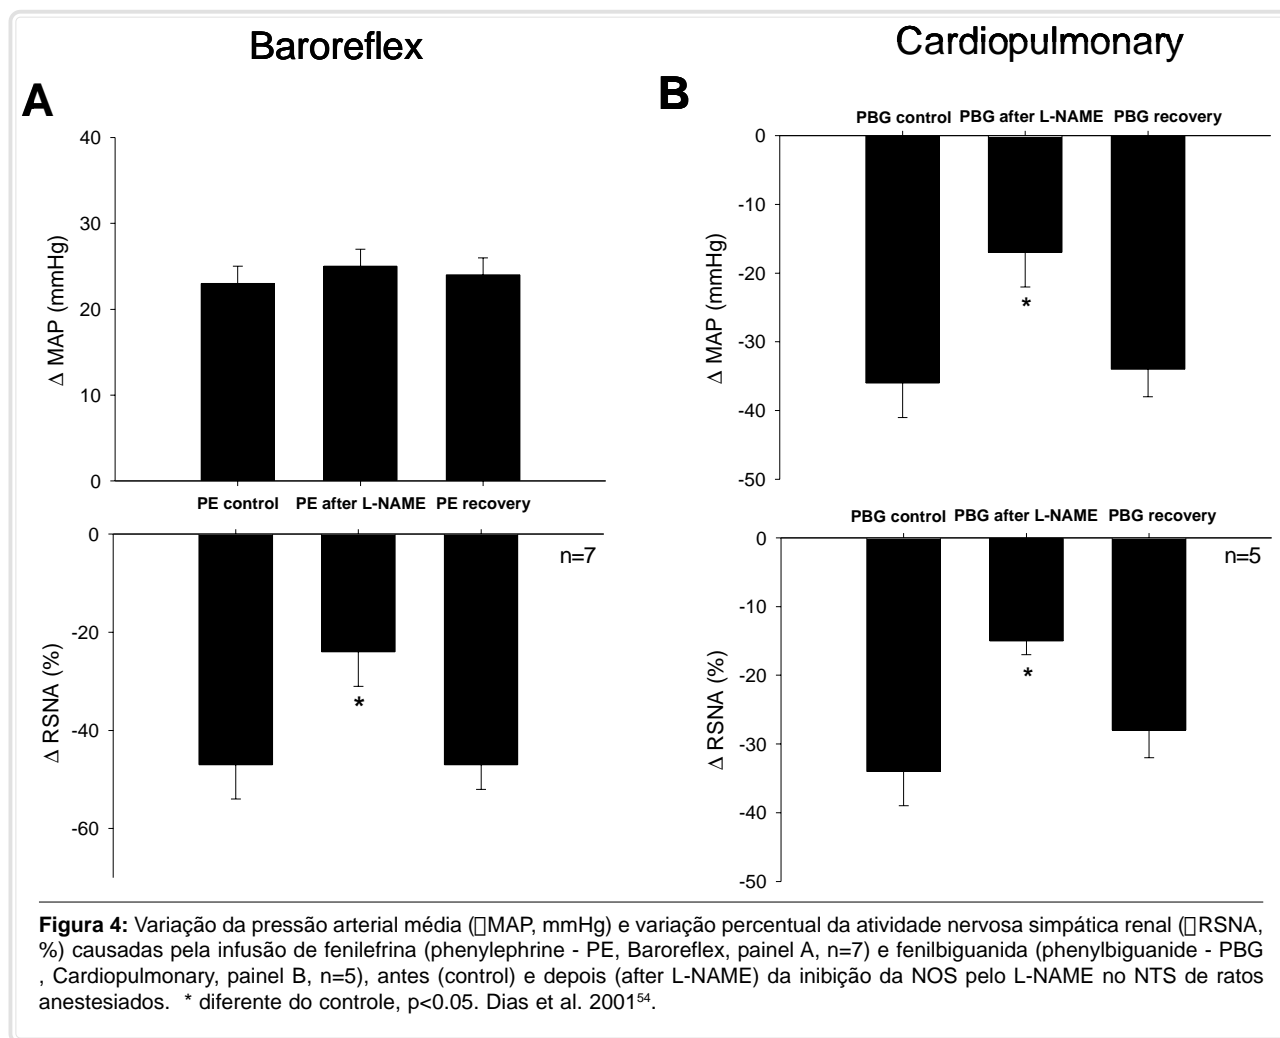 Baroreflex
A
40
30
20
10
0
Δ MAP (mmHg)
PE control PE after L-NAME PE recovery
0
-20
-40
-60
Δ RSNA (%)
n=7
Cardiopulmonary
B
PBG control PBG after L-NAME PBG recovery
0
-10
-20
-30
-40
-50
Δ MAP (mmHg)
*
PBG control PBG after L-NAME PBG recovery
0
-10
-20
-30
-40
-50
Δ RSNA (%)
n=5
*
*
Figura 4: Variação da pressão arterial média (▯MAP, mmHg) e variação percentual da atividade nervosa simpática renal (▯RSNA,
%) causadas pela infusão de fenilefrina (phenylephrine - PE, Baroreflex, painel A, n=7) e fenilbiguanida (phenylbiguanide - PBG
, Cardiopulmonary, painel B, n=5), antes (control) e depois (after L-NAME) da inibição da NOS pelo L-NAME no NTS de ratos
anestesiados. * diferente do controle, p<0.05. Dias et al. 2001⁵⁴.